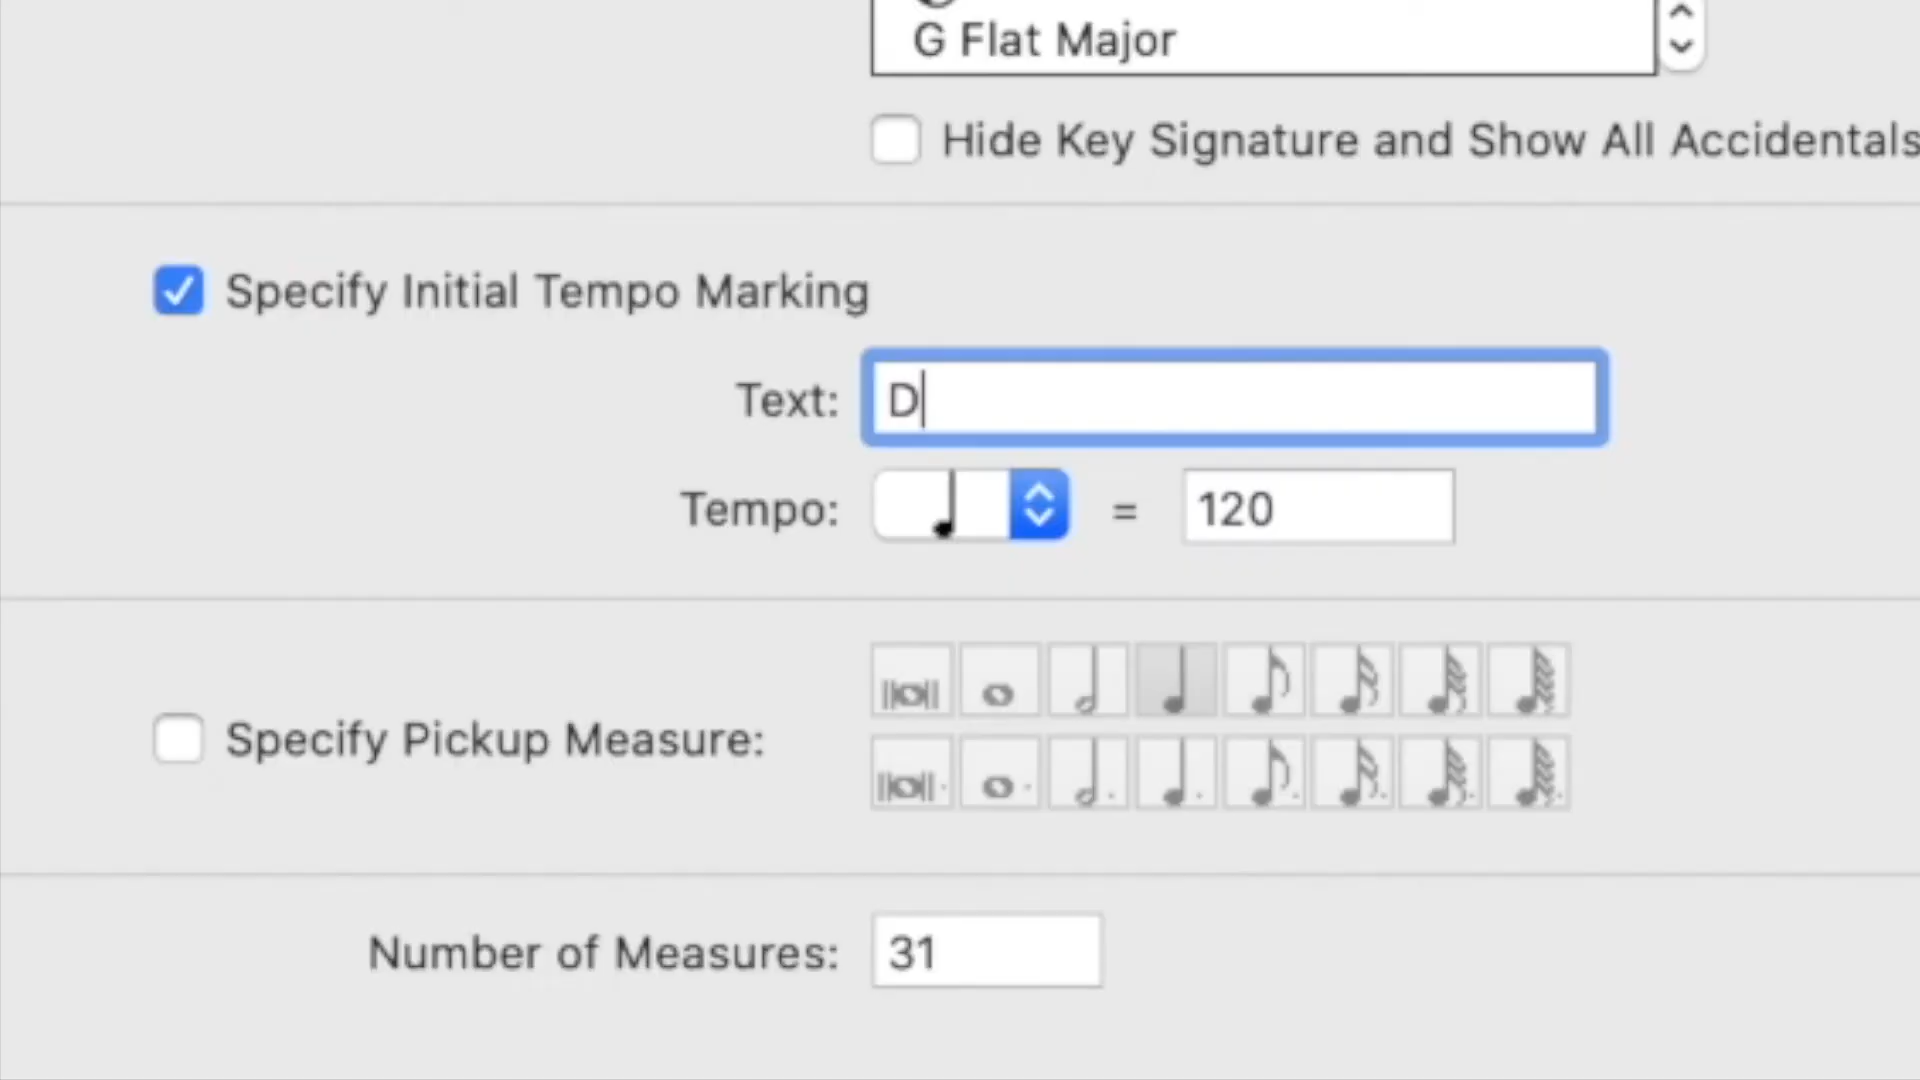 G Flat Major
Hide Key Signature and Show All Accidentals
Specify Initial Tempo Marking
Text: D
Tempo: = 120
Specify Pickup Measure:
Number of Measures: 31